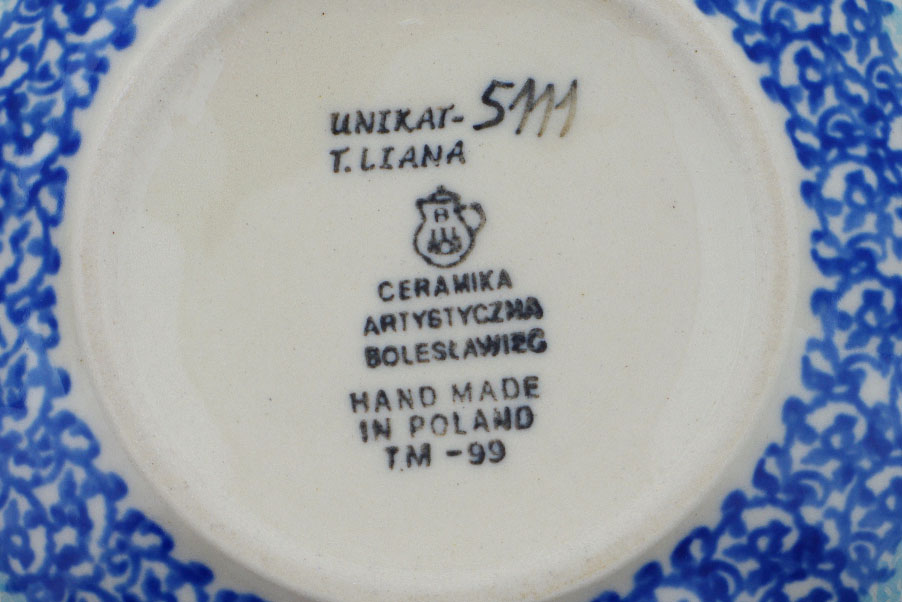 UNIKAT- 5111
T. LIANA
CERAMIKA
ARTYSTYCZNA
BOLESŁAWIEC
HAND MADE
IN POLAND
T.M - 99